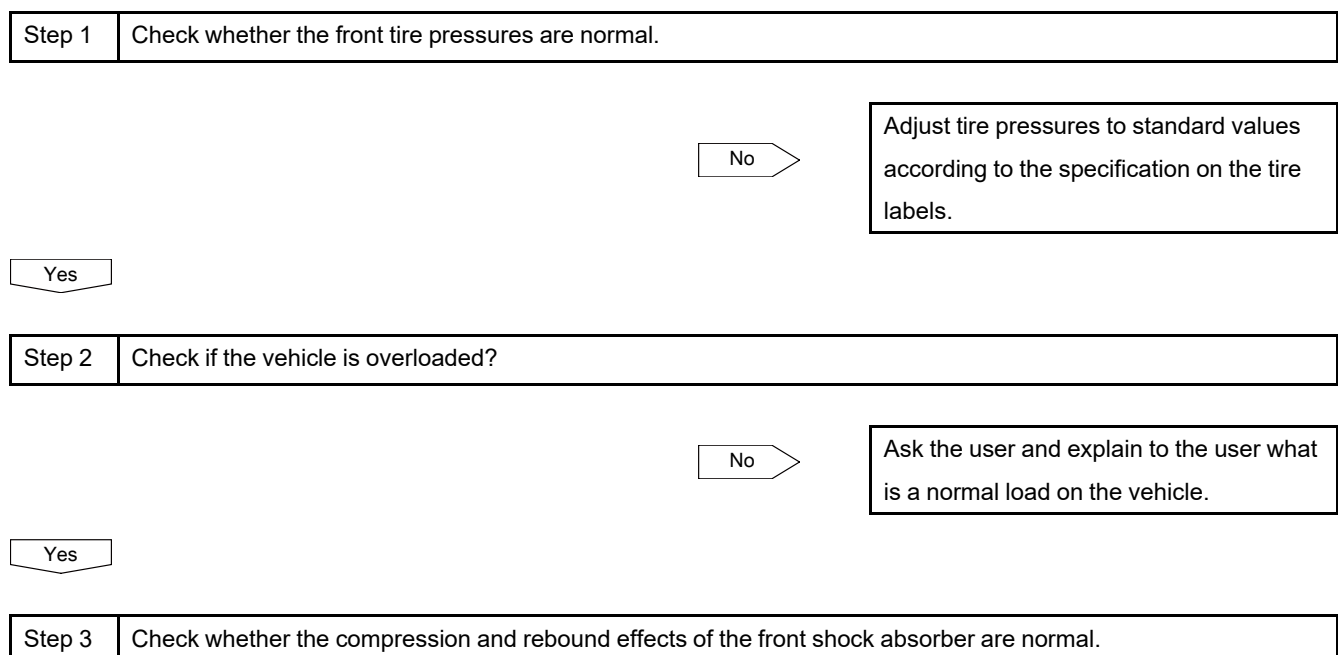 Step 1 Check whether the front tire pressures are normal.
No
Adjust tire pressures to standard values
according to the specification on the tire
labels.
Yes
Step 2 Check if the vehicle is overloaded?
No
Ask the user and explain to the user what
is a normal load on the vehicle.
Yes
Step 3 Check whether the compression and rebound effects of the front shock absorber are normal.